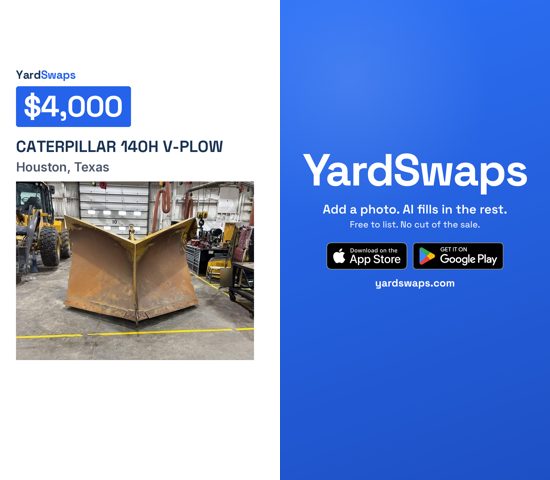 YardSwaps
$4,000
CATERPILLAR 140H V-PLOW
Houston, Texas
YardSwaps
Add a photo. AI fills in the rest.
Free to list. No cut of the sale.
Download on the
App Store
GET IT ON
Google Play
yardswaps.com